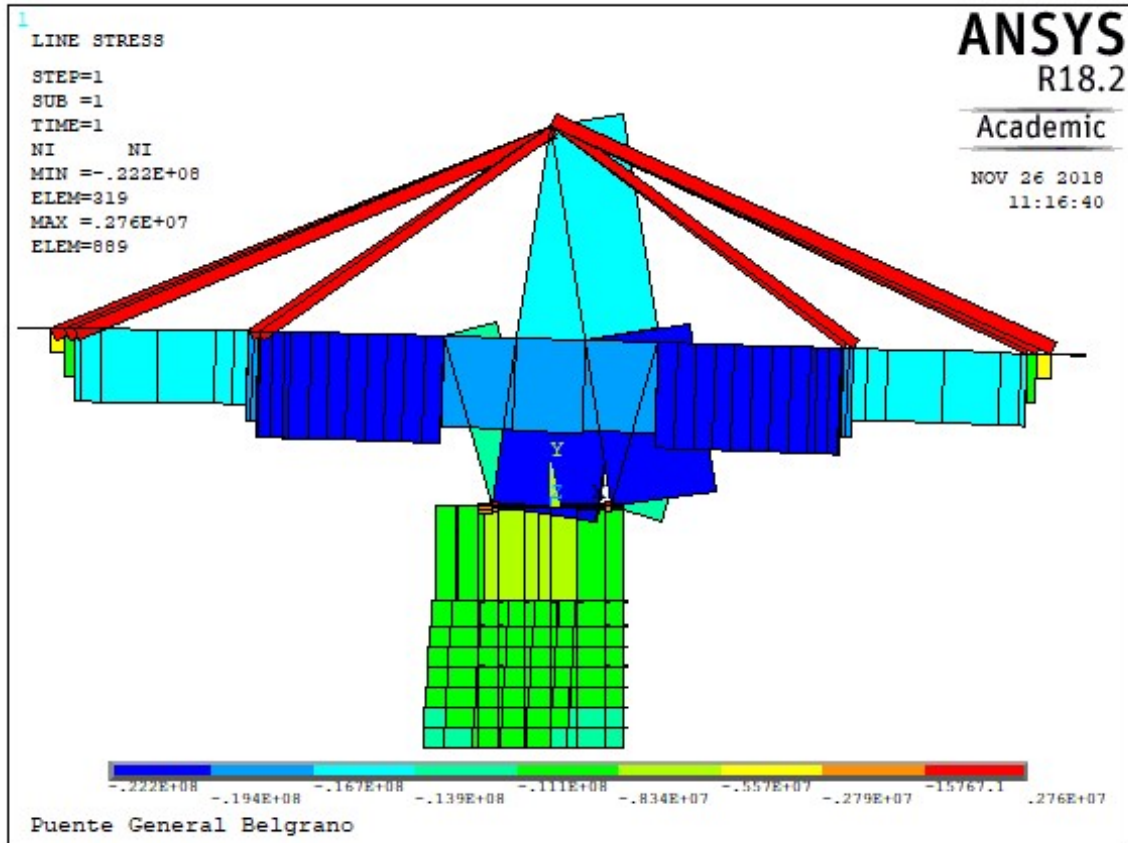 1
LINE STRESS
STEP=1
SUB =1
TIME=1
NI NI
MIN =-.222E+08
ELEM=319
MAX =.276E+07
ELEM=889
ANSYS
R18.2
Academic
NOV 26 2018
11:16:40
Y
-.222E+08
-.194E+08
-.167E+08
-.139E+08
-.111E+08
-.834E+07
-.557E+07
-.279E+07
-15767.1
.276E+07
Puente General Belgrano